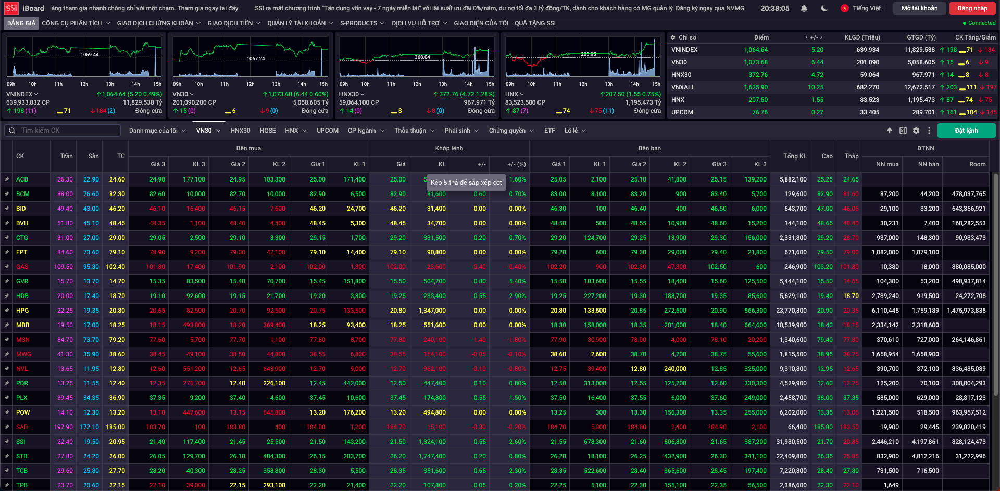 SSI iBoard àng tham gia nhanh chóng chỉ với một chạm. Tham gia ngay tại đây SSI ra mắt chương trình “Tận dụng vốn vay - 7 ngày miễn lãi” với lãi suất ưu đãi 0%/năm, dư nợ tối đa 3 tỷ đồng/TK, dành cho khách hàng có MG quản lý. Đăng ký ngay qua NVMG 20:38:05 Tiếng Việt Mở tài khoản Đăng nhập
BẢNG GIÁ CÔNG CỤ PHÂN TÍCH GIAO DỊCH CHỨNG KHOÁN GIAO DỊCH TIỀN QUẢN LÝ TÀI KHOẢN S-PRODUCTS DỊCH VỤ HỖ TRỢ GIAO DIỆN CỦA TÔI QUÀ TẶNG SSI Connected
1059.44
09h 10h 11h 12h 13h 14h 15h
VNINDEX 1,064.64 (5.20 0.49%)
639,933,832 CP 11,829.538 Tỷ
198 (11) 71 184 (2) Đóng cửa
1067.24
09h 10h 11h 12h 13h 14h 15h
VN30 1,073.68 (6.44 0.60%)
201,090,200 CP 5,058.605 Tỷ
15 (0) 6 9 (0) Đóng cửa
368.04
09h 10h 11h 12h 13h 14h 15h
HNX30 372.76 (4.72 1.28%)
59,064,100 CP 967.971 Tỷ
14 (0) 8 8 (0) Đóng cửa
205.95
09h 10h 11h 12h 13h 14h 15h
HNX 207.50 (1.55 0.75%)
83,523,500 CP 1,195.473 Tỷ
87 (7) 74 75 (11) Đóng cửa
Chỉ số Điểm < +/- > KLGD (Triệu) GTGD (Tỷ) CK Tăng/Giảm
VNINDEX 1,064.64 5.20 639.934 11,829.538 198 71 184
VN30 1,073.68 6.44 201.090 5,058.605 15 6 9
HNX30 372.76 4.72 59.064 967.971 14 8 8
VNXALL 1,625.90 10.25 682.270 12,672.517 203 111 197
HNX 207.50 1.55 83.523 1,195.473 87 74 75
UPCOM 76.76 0.27 33.405 289.701 161 104 145
Tìm kiếm CK Danh mục của tôi VN30 HNX30 HOSE HNX UPCOM CP Ngành Thỏa thuận Phái sinh Chứng quyền ETF Lô lẻ Đặt lệnh
CK Trần Sàn TC Bên mua Khớp lệnh Bên bán Tổng KL Cao Thấp ĐTNN
Giá 3 KL 3 Giá 2 KL 2 Giá 1 KL 1 Giá KL +/- +/- (%) Giá 1 KL 1 Giá 2 KL 2 Giá 3 KL 3 NN mua NN bán Room
ACB 26.30 22.90 24.60 24.90 177,100 24.95 103,300 25.00 171,400 25.00 5 1.60% 25.05 2,100 25.10 41,800 25.15 139,200 5,882,100 25.25 24.65
Kéo & thả để sắp xếp cột
BCM 88.00 76.60 82.30 82.60 10,000 82.70 10,000 82.90 6,500 82.90 81,600 0.60 0.70% 83.00 8,100 83.20 900 83.40 5,700 129,600 82.90 81.60 87,200 44,200 478,037,765
BID 49.40 43.00 46.20 46.10 16,400 46.15 7,600 46.20 24,700 46.20 31,400 0.00 0.00% 46.30 100 46.40 400 46.50 6,000 643,700 47.00 46.05 29,100 83,200 643,356,921
BVH 51.80 45.10 48.45 48.35 1,100 48.40 4,400 48.45 5,300 48.45 34,700 0.00 0.00% 48.50 500 48.55 10,900 48.60 15,200 144,100 48.65 48.40 30,231 7,400 160,282,553
CTG 31.00 27.00 29.00 29.05 2,500 29.10 3,300 29.15 1,700 29.20 331,500 0.20 0.70% 29.20 124,700 29.25 13,900 29.30 156,000 2,331,800 29.20 28.70 937,000 148,300 90,983,473
FPT 84.60 73.60 79.10 78.90 9,200 79.00 42,100 79.10 14,400 79.10 90,800 0.00 0.00% 79.20 600 79.30 29,000 79.40 21,800 671,600 79.50 79.00 1,082,000 1,079,100
GAS 109.50 95.30 102.40 101.80 17,400 101.90 2,100 102.00 1,300 102.00 23,600 -0.40 -0.40% 102.20 900 102.30 47,300 102.50 600 246,900 103.20 101.80 10,380 18,000 880,085,000
GVR 15.70 13.70 14.70 15.35 83,500 15.40 70,700 15.45 151,800 15.50 504,200 0.80 5.40% 15.50 183,600 15.55 18,400 15.60 125,500 5,444,100 15.50 14.65 104,300 53,200 498,937,814
HDB 20.00 17.40 18.70 19.10 92,600 19.15 21,700 19.20 3,300 19.25 283,400 0.55 2.90% 19.25 227,200 19.30 188,700 19.35 85,600 5,629,100 19.40 18.70 2,789,240 919,500 24,272,708
HPG 22.25 19.35 20.80 20.65 82,500 20.70 92,500 20.75 133,500 20.80 1,347,000 0.00 0.00% 20.80 133,500 20.85 272,500 20.90 866,300 23,770,300 20.90 20.35 6,110,445 1,759,189 1,475,973,838
MBB 19.50 17.00 18.25 18.15 493,800 18.20 369,400 18.25 93,400 18.25 551,600 0.00 0.00% 18.30 158,000 18.35 201,000 18.40 664,600 10,539,900 18.40 18.15 2,334,142 2,318,600
MSN 84.70 73.70 79.20 77.60 5,700 77.70 1,100 77.80 8,700 77.80 240,100 -1.40 -1.80% 77.90 30,900 78.00 4,000 78.10 20,200 1,340,600 79.40 77.80 370,610 727,000 264,146,861
MWG 41.30 35.90 38.60 38.45 49,100 38.50 44,800 38.55 6,800 38.55 154,100 -0.05 -0.10% 38.60 2,600 38.70 4,200 38.75 55,600 1,815,500 38.95 38.25 1,658,954 1,658,900
NVL 13.65 11.95 12.80 12.60 551,200 12.65 643,900 12.70 9,000 12.70 962,100 -0.10 -0.80% 12.75 39,400 12.80 240,000 12.85 325,000 9,310,800 12.95 12.65 390,700 372,100 836,485,089
PDR 13.25 11.55 12.40 12.35 276,700 12.40 226,100 12.45 442,000 12.50 447,400 0.10 0.80% 12.50 313,000 12.55 125,200 12.60 330,300 4,529,900 12.60 12.25 125,200 70,100 308,804,293
PLX 39.45 34.35 36.90 37.35 9,200 37.40 4,600 37.45 10,600 37.45 174,800 0.55 1.50% 37.50 16,400 37.55 6,000 37.60 249,000 2,458,700 38.00 37.35 585,000 629,000 28,817,123
POW 14.10 12.30 13.20 13.10 447,600 13.15 645,800 13.20 176,200 13.20 494,800 0.00 0.00% 13.25 300 13.30 156,300 13.35 255,000 6,202,000 13.35 13.05 1,221,500 518,500 963,957,512
SAB 197.90 172.10 185.00 183.70 100 183.80 400 184.00 1,200 184.70 15,100 -0.30 -0.20% 184.70 5,300 184.80 2,400 184.90 2,100 66,400 185.80 183.50 19,900 29,445 239,820,419
SSI 22.40 19.50 20.95 21.40 117,400 21.45 25,500 21.50 143,200 21.50 1,324,100 0.55 2.60% 21.55 678,300 21.60 806,800 21.65 387,200 31,980,500 21.70 20.85 2,446,210 4,197,861 828,124,473
STB 27.80 24.20 26.00 26.05 129,700 26.10 484,300 26.15 203,700 26.20 1,747,400 0.20 0.80% 26.20 18,100 26.25 432,900 26.30 341,100 22,409,800 26.35 25.85 832,900 4,812,216 31,222,996
TCB 29.60 25.80 27.70 28.20 40,300 28.25 358,800 28.30 5,500 28.35 351,600 0.65 2.30% 28.35 522,600 28.40 365,600 28.45 197,400 7,220,300 28.40 27.80 731,500 716,500
TPB 23.70 20.60 22.15 22.10 39,000 22.15 293,100 22.20 21,400 22.20 107,800 0.05 0.20% 22.25 5,100 22.30 155,100 22.35 56,500 2,386,600 22.30 22.10 1,649